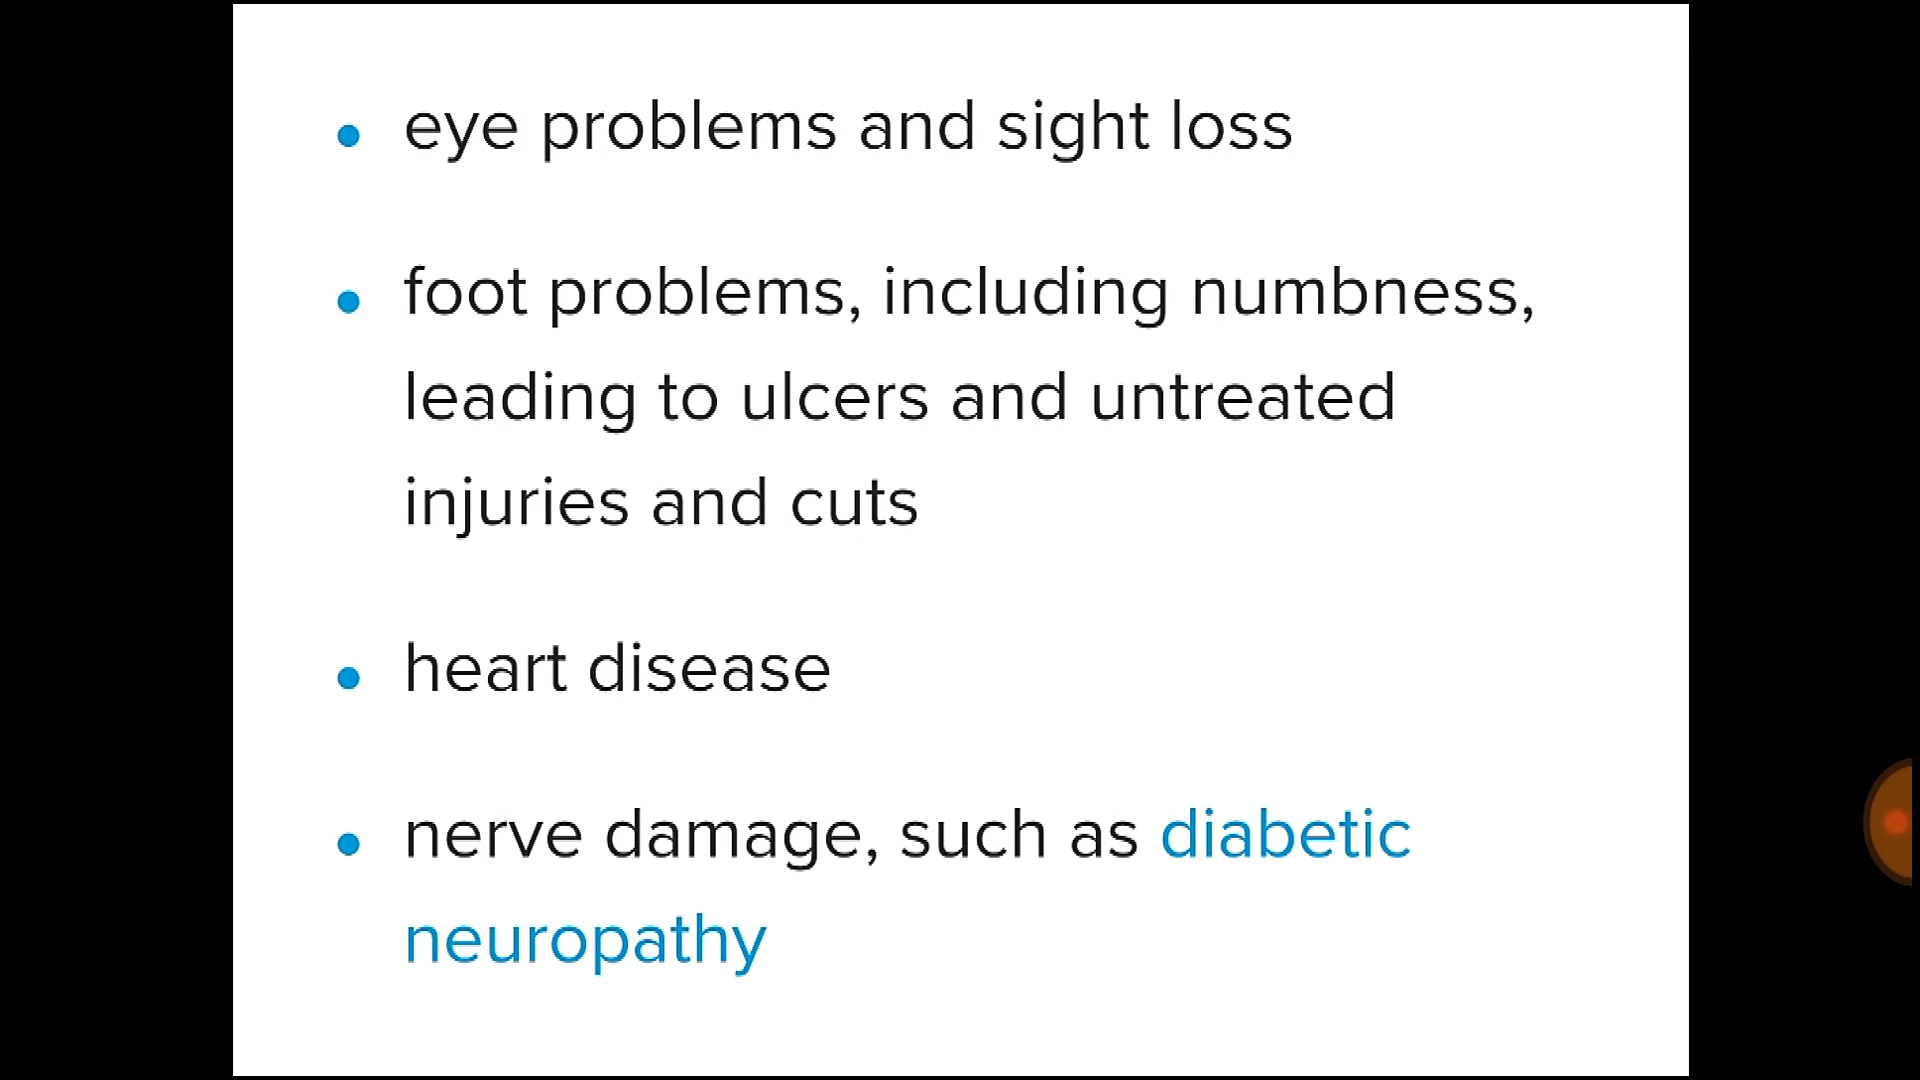 eye problems and sight loss
foot problems, including numbness,
leading to ulcers and untreated
injuries and cuts
heart disease
nerve damage, such as diabetic
neuropathy